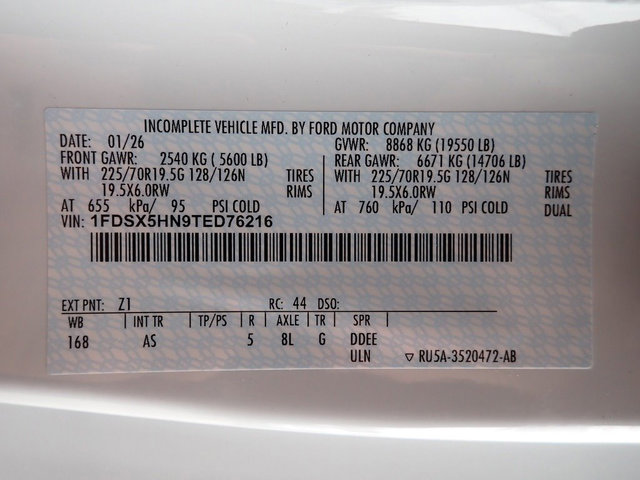 INCOMPLETE VEHICLE MFD. BY FORD MOTOR COMPANY
DATE: 01/26 GVWR: 8868 KG (19550 LB)
FRONT GAWR: 2540 KG ( 5600 LB) REAR GAWR: 6671 KG (14706 LB)
WITH 225/70R19.5G 128/126N TIRES WITH 225/70R19.5G 128/126N TIRES
19.5X6.0RW RIMS 19.5X6.0RW RIMS
AT 655 kPa/ 95 PSI COLD AT 760 kPa/ 110 PSI COLD DUAL
VIN: 1FDSX5HN9TED76216
EXT PNT: Z1 RC: 44 DSO:
WB INT TR TP/PS R AXLE TR SPR
168 AS 5 8L G DDEE
ULN ▽ RU5A-3520472-AB